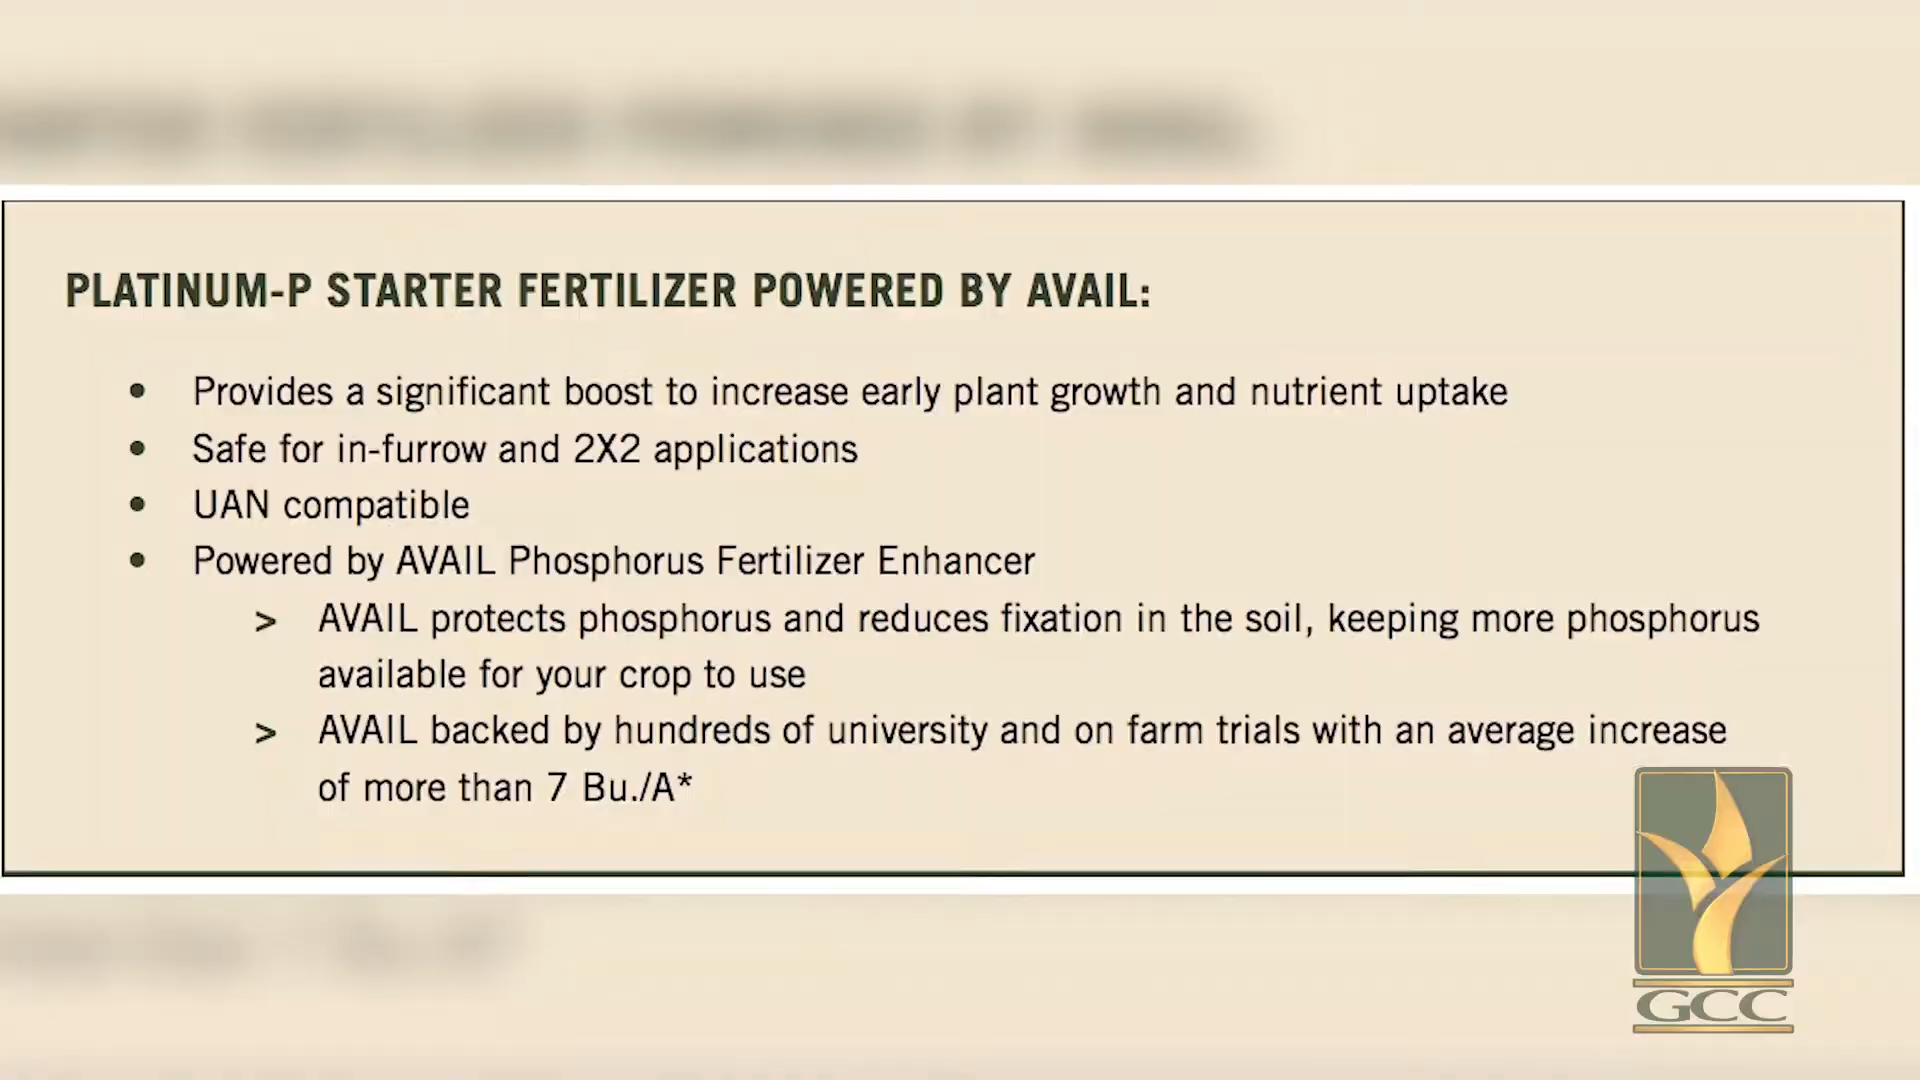 PLATINUM-P STARTER FERTILIZER POWERED BY AVAIL:
• Provides a significant boost to increase early plant growth and nutrient uptake
• Safe for in-furrow and 2X2 applications
• UAN compatible
• Powered by AVAIL Phosphorus Fertilizer Enhancer
> AVAIL protects phosphorus and reduces fixation in the soil, keeping more phosphorus
available for your crop to use
> AVAIL backed by hundreds of university and on farm trials with an average increase
of more than 7 Bu./A*
GCC